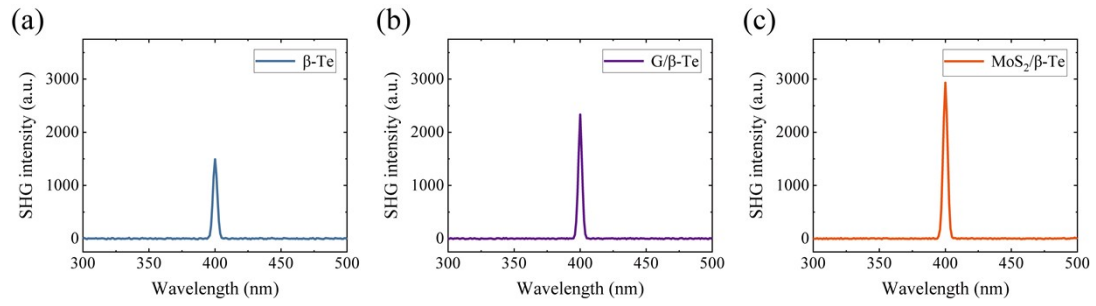 (a)
β-Te
SHG intensity (a.u.)
3000
2000
1000
0
300 350 400 450 500
Wavelength (nm)
(b)
G/β-Te
SHG intensity (a.u.)
3000
2000
1000
0
300 350 400 450 500
Wavelength (nm)
(c)
MoS₂/β-Te
SHG intensity (a.u.)
3000
2000
1000
0
300 350 400 450 500
Wavelength (nm)